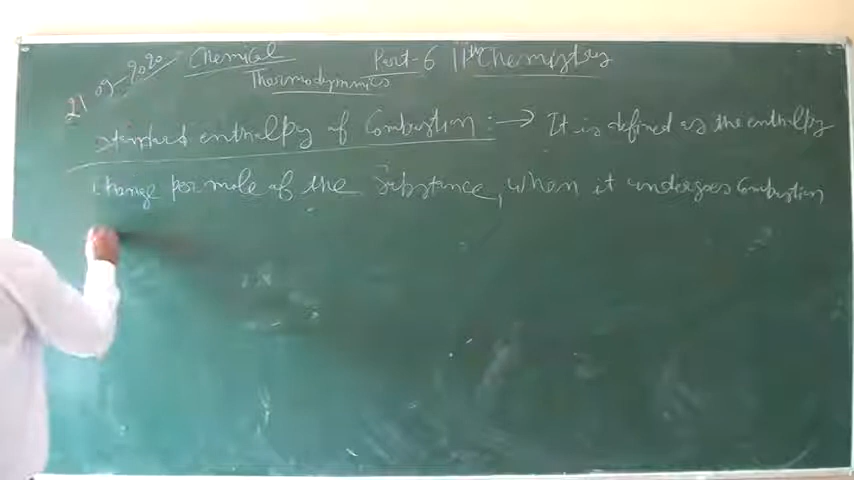 21-09-2020 Chemical Part-6 11th Chemistry
Thermodynamics
Standard enthalpy of Combustion :→ It is defined as the enthalpy
change per mole of the Substance, when it undergoes Combustion